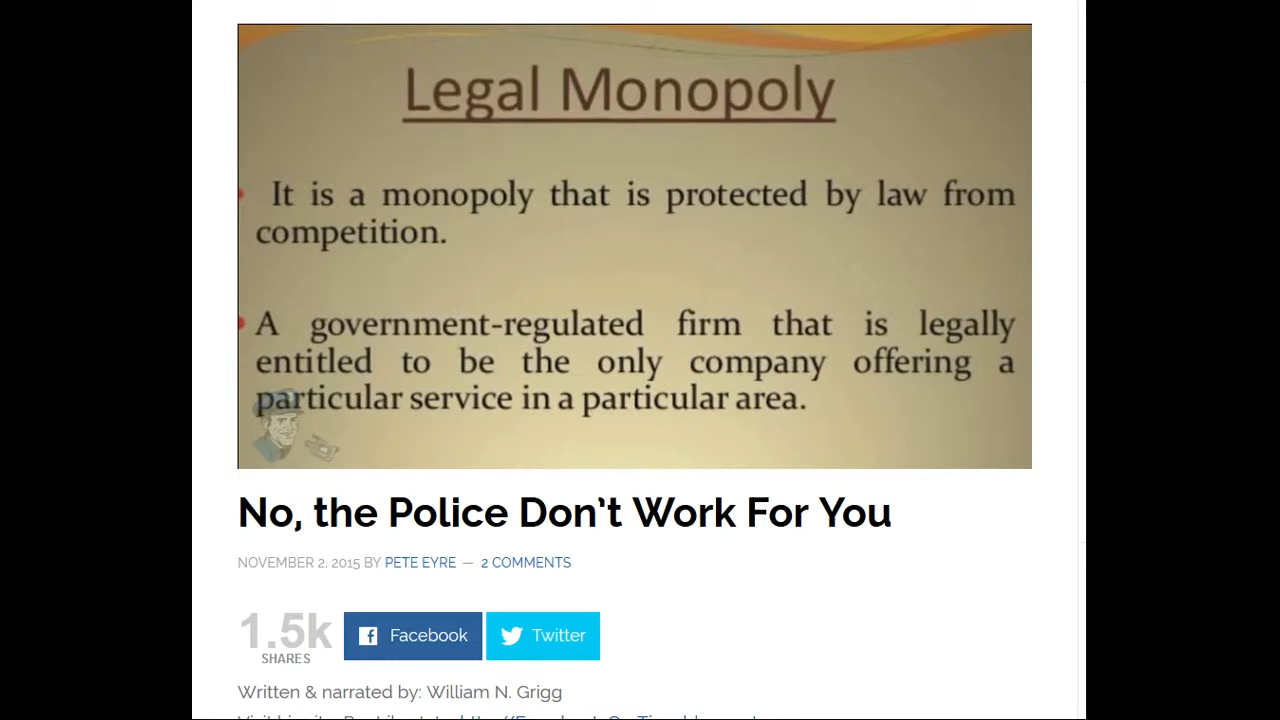 Legal Monopoly
It is a monopoly that is protected by law from
competition.
A government-regulated firm that is legally
entitled to be the only company offering a
particular service in a particular area.
No, the Police Don’t Work For You
NOVEMBER 2, 2015 BY PETE EYRE — 2 COMMENTS
1.5k
SHARES
Facebook
Twitter
Written & narrated by: William N. Grigg